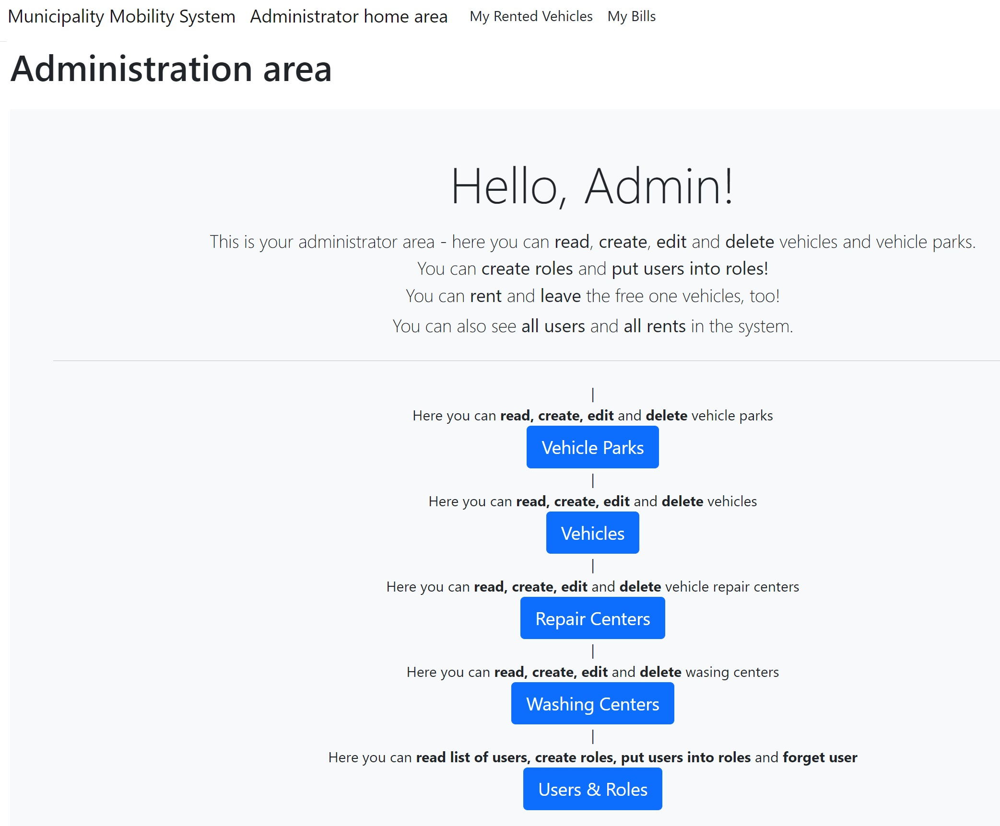 Municipality Mobility System Administrator home area My Rented Vehicles My Bills
Administration area
Hello, Admin!
This is your administrator area - here you can read, create, edit and delete vehicles and vehicle parks.
You can create roles and put users into roles!
You can rent and leave the free one vehicles, too!
You can also see all users and all rents in the system.
|
Here you can read, create, edit and delete vehicle parks
Vehicle Parks
|
Here you can read, create, edit and delete vehicles
Vehicles
|
Here you can read, create, edit and delete vehicle repair centers
Repair Centers
|
Here you can read, create, edit and delete wasing centers
Washing Centers
|
Here you can read list of users, create roles, put users into roles and forget user
Users & Roles